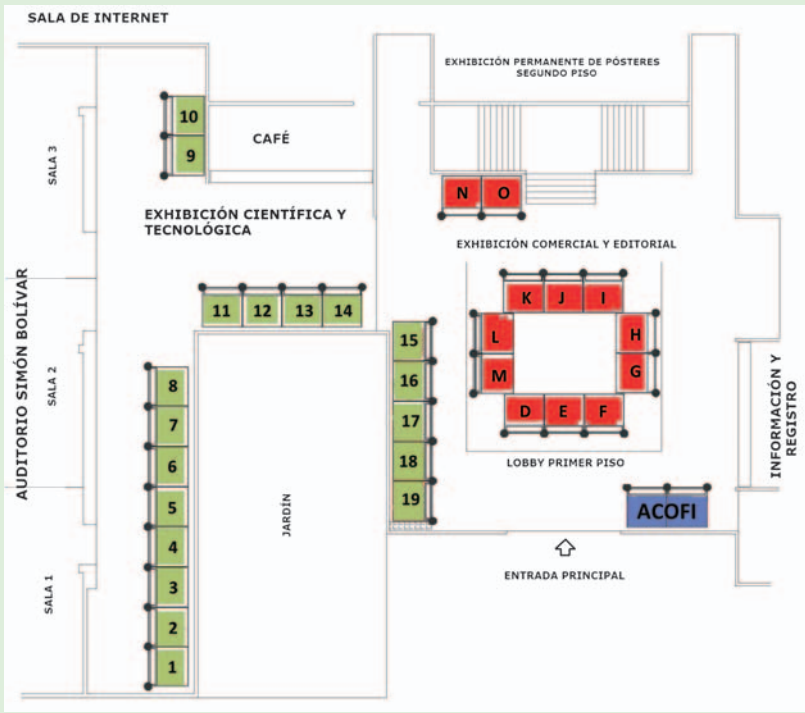 SALA DE INTERNET
EXHIBICIÓN PERMANENTE DE PÓSTERES
SEGUNDO PISO
10
9
CAFÉ
SALA 3
N
O
EXHIBICIÓN CIENTÍFICA Y
TECNOLÓGICA
EXHIBICIÓN COMERCIAL Y EDITORIAL
K
J
I
11
12
13
14
L
H
15
M
G
16
8
D
E
F
17
7
18
6
LOBBY PRIMER PISO
19
5
ACOFI
4
3
2
1
ENTRADA PRINCIPAL
JARDÍN
SALA 2
SALA 1
AUDITORIO SIMÓN BOLÍVAR
INFORMACIÓN Y
REGISTRO